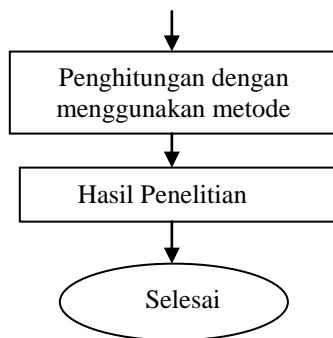 Penghitungan dengan
menggunakan metode
Hasil Penelitian
Selesai